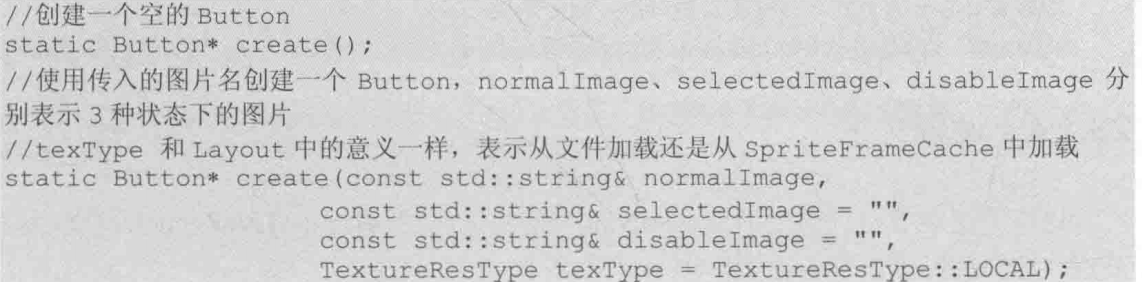 //创建一个空的 Button
static Button* create();
//使用传入的图片名创建一个 Button，normalImage、selectedImage、disableImage 分
别表示 3 种状态下的图片
//texType 和 Layout 中的意义一样，表示从文件加载还是从 SpriteFrameCache 中加载
static Button* create(const std::string& normalImage,
                const std::string& selectedImage = "",
                const std::string& disableImage = "",
                TextureResType texType = TextureResType::LOCAL);